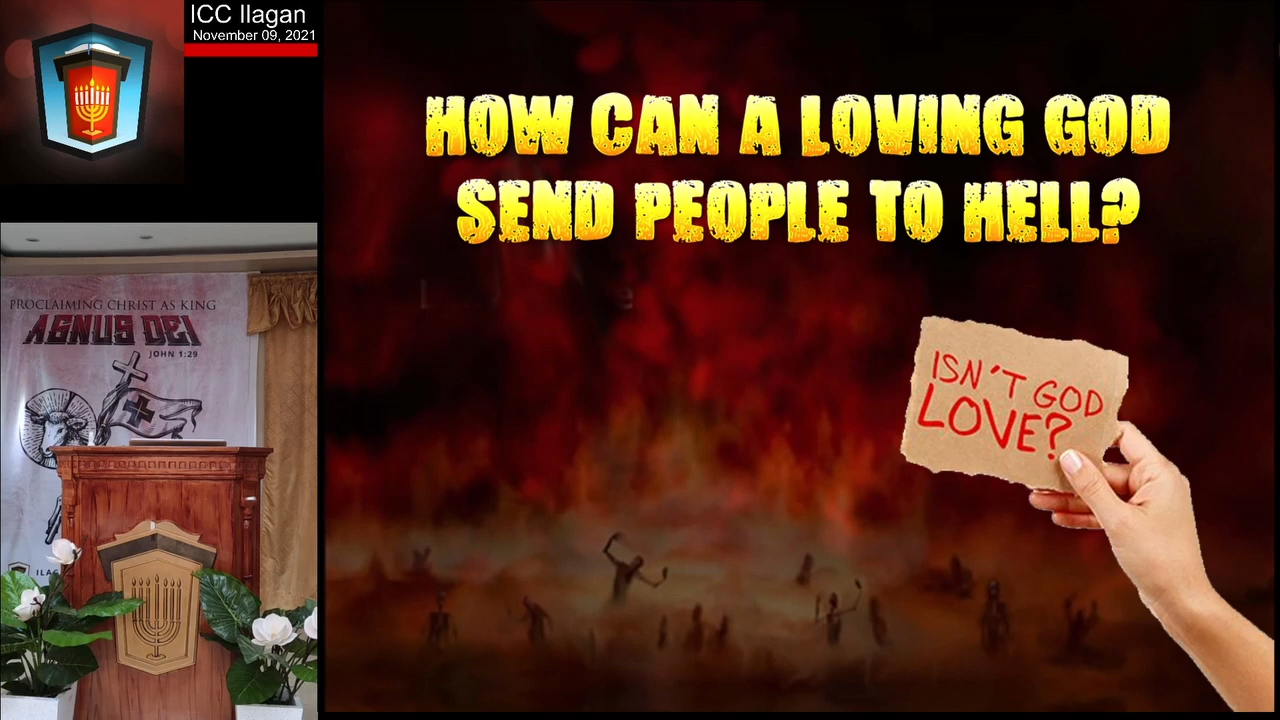 ICC Ilagan
November 09, 2021
HOW CAN A LOVING GOD
SEND PEOPLE TO HELL?
ISN'T GOD
LOVE?
PROCLAIMING CHRIST AS KING
AGNUS DEI
JOHN 1:29